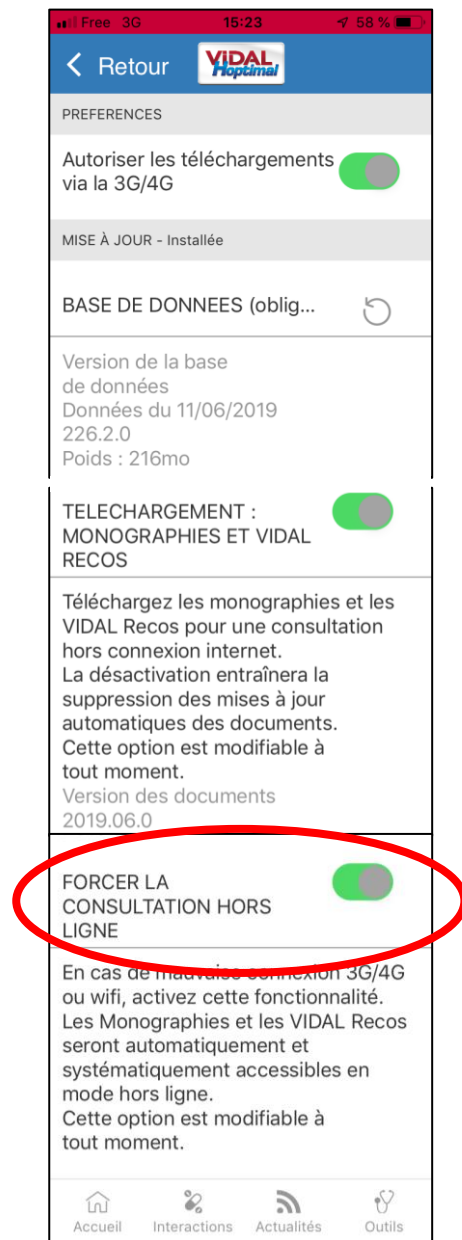 Free 3G 15:23 58 %
Retour VIDAL Hoptimal
PREFERENCES
Autoriser les téléchargements
via la 3G/4G
MISE À JOUR - Installée
BASE DE DONNEES (oblig...
Version de la base
de données
Données du 11/06/2019
226.2.0
Poids : 216mo
TELECHARGEMENT :
MONOGRAPHIES ET VIDAL
RECOS
Téléchargez les monographies et les
VIDAL Recos pour une consultation
hors connexion internet.
La désactivation entraînera la
suppression des mises à jour
automatiques des documents.
Cette option est modifiable à
tout moment.
Version des documents
2019.06.0
FORCER LA
CONSULTATION HORS
LIGNE
En cas de mauvaise connexion 3G/4G
ou wifi, activez cette fonctionnalité.
Les Monographies et les VIDAL Recos
seront automatiquement et
systématiquement accessibles en
mode hors ligne.
Cette option est modifiable à
tout moment.
Accueil Interactions Actualités Outils